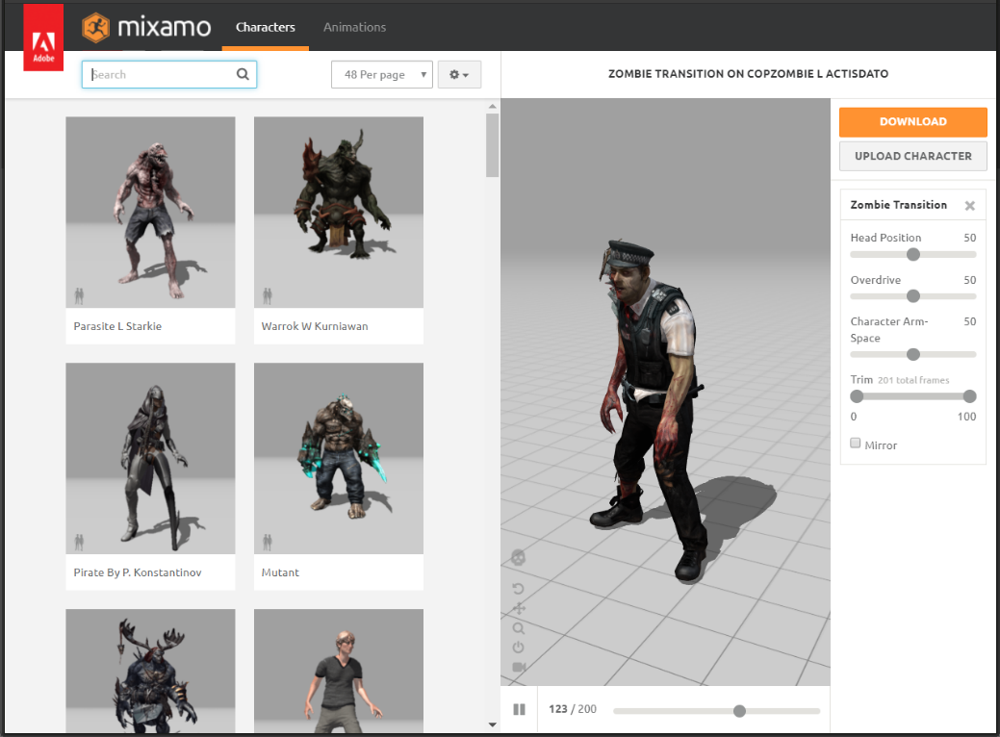 Adobe
mixamo
Characters
Animations
Search
48 Per page
ZOMBIE TRANSITION ON COPZOMBIE L ACTISDATO
Parasite L Starkie
Warrok W Kurniawan
Pirate By P. Konstantinov
Mutant
123 / 200
DOWNLOAD
UPLOAD CHARACTER
Zombie Transition
Head Position 50
Overdrive 50
Character Arm- 50
Space
Trim 201 total frames
0 100
Mirror